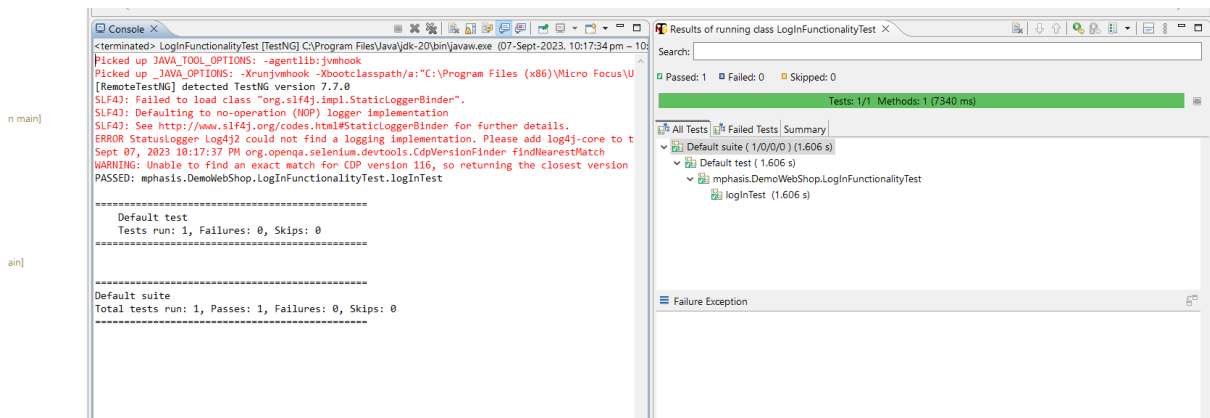 n main]
ain]
Console
<terminated> LogInFunctionalityTest [TestNG] C:\Program Files\Java\jdk-20\bin\javaw.exe (07-Sept-2023, 10:17:34 pm – 10:
Picked up JAVA_TOOL_OPTIONS: -agentlib:jvmhook
Picked up _JAVA_OPTIONS: -Xrunjvmhook -Xbootclasspath/a:"C:\Program Files (x86)\Micro Focus\U
[RemoteTestNG] detected TestNG version 7.7.0
SLF4J: Failed to load class "org.slf4j.impl.StaticLoggerBinder".
SLF4J: Defaulting to no-operation (NOP) logger implementation
SLF4J: See http://www.slf4j.org/codes.html#StaticLoggerBinder for further details.
ERROR StatusLogger Log4j2 could not find a logging implementation. Please add log4j-core to t
Sept 07, 2023 10:17:37 PM org.openqa.selenium.devtools.CdpVersionFinder findNearestMatch
WARNING: Unable to find an exact match for CDP version 116, so returning the closest version
PASSED: mphasis.DemoWebShop.LogInFunctionalityTest.logInTest
===============================================
Default test
Tests run: 1, Failures: 0, Skips: 0
===============================================
===============================================
Default suite
Total tests run: 1, Passes: 1, Failures: 0, Skips: 0
===============================================
Results of running class LogInFunctionalityTest
Search:
Passed: 1 Failed: 0 Skipped: 0
Tests: 1/1 Methods: 1 (7340 ms)
All Tests Failed Tests Summary
Default suite ( 1/0/0/0 ) (1.606 s)
Default test ( 1.606 s)
mphasis.DemoWebShop.LogInFunctionalityTest
logInTest (1.606 s)
Failure Exception